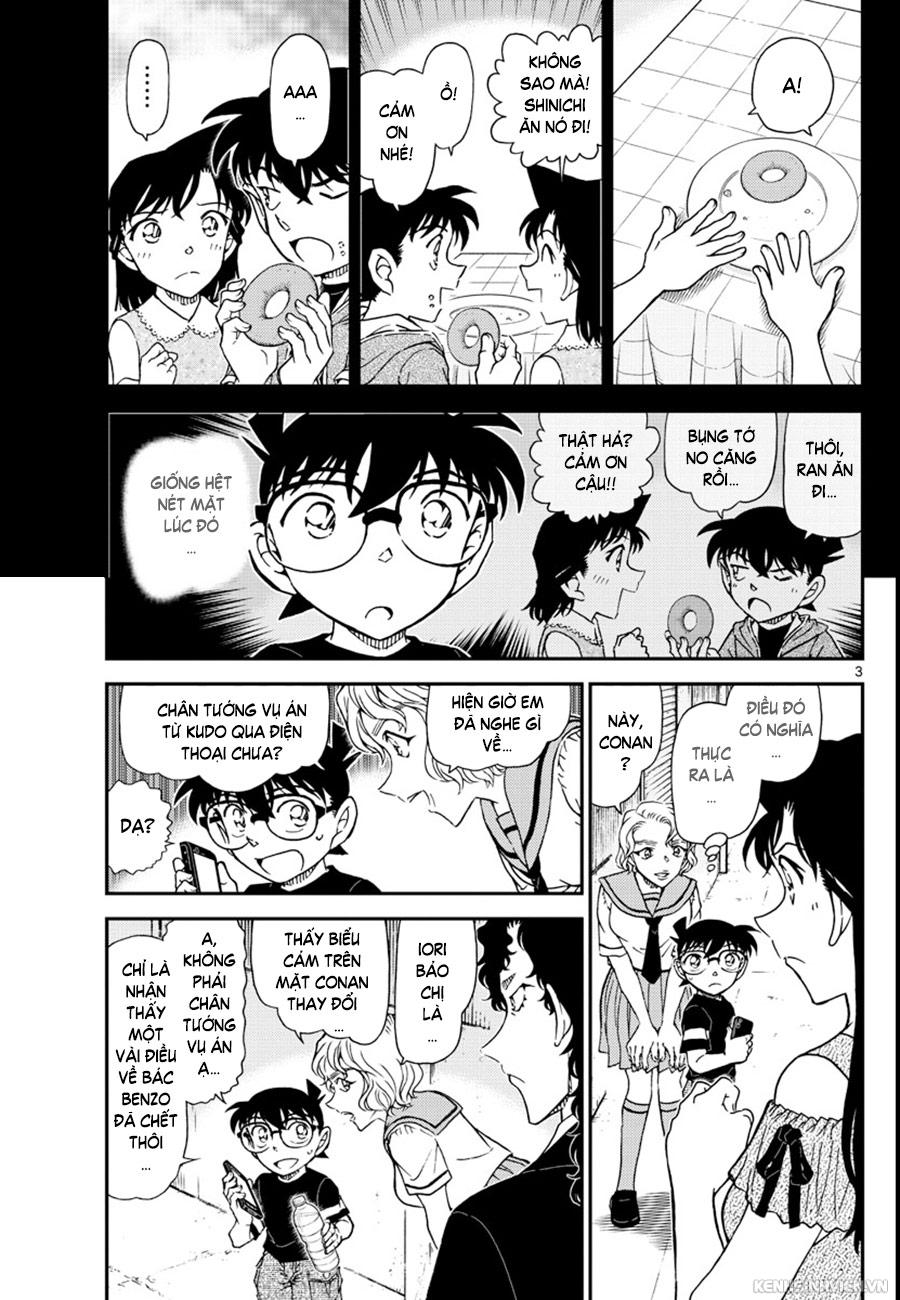 A!
KHÔNG
SAO MÀ!
SHINICHI
ĂN NÓ ĐI!
Ồ!
CẢM
ƠN
NHÉ!
AAA
...
......
THÔI,
RAN ĂN
ĐI...
BỤNG TỚ
NO CĂNG
RỒI...
THẬT HẢ?
CẢM ƠN
CẬU!!
GIỐNG HỆT
NÉT MẶT
LÚC ĐÓ
...
3
ĐIỀU ĐÓ
CÓ NGHĨA
...
THỰC
RA LÀ
...
NÀY,
CONAN
?
HIỆN GIỜ EM
ĐÃ NGHE GÌ
VỀ...
CHÂN TƯỚNG VỤ ÁN
TỪ KUDO QUA ĐIỆN
THOẠI CHƯA?
DẠ?
IORI
BẢO CHỊ
LÀ
...
THẤY BIỂU
CẢM TRÊN
MẶT CONAN
THAY ĐỔI
...
A,
KHÔNG
PHẢI
CHÂN
TƯỚNG
VỤ ÁN
Ạ...
CHỈ LÀ
NHẬN
THẤY
MỘT
VÀI ĐIỀU
VỀ BÁC
BENZO
ĐÃ CHẾT
THÔI
...